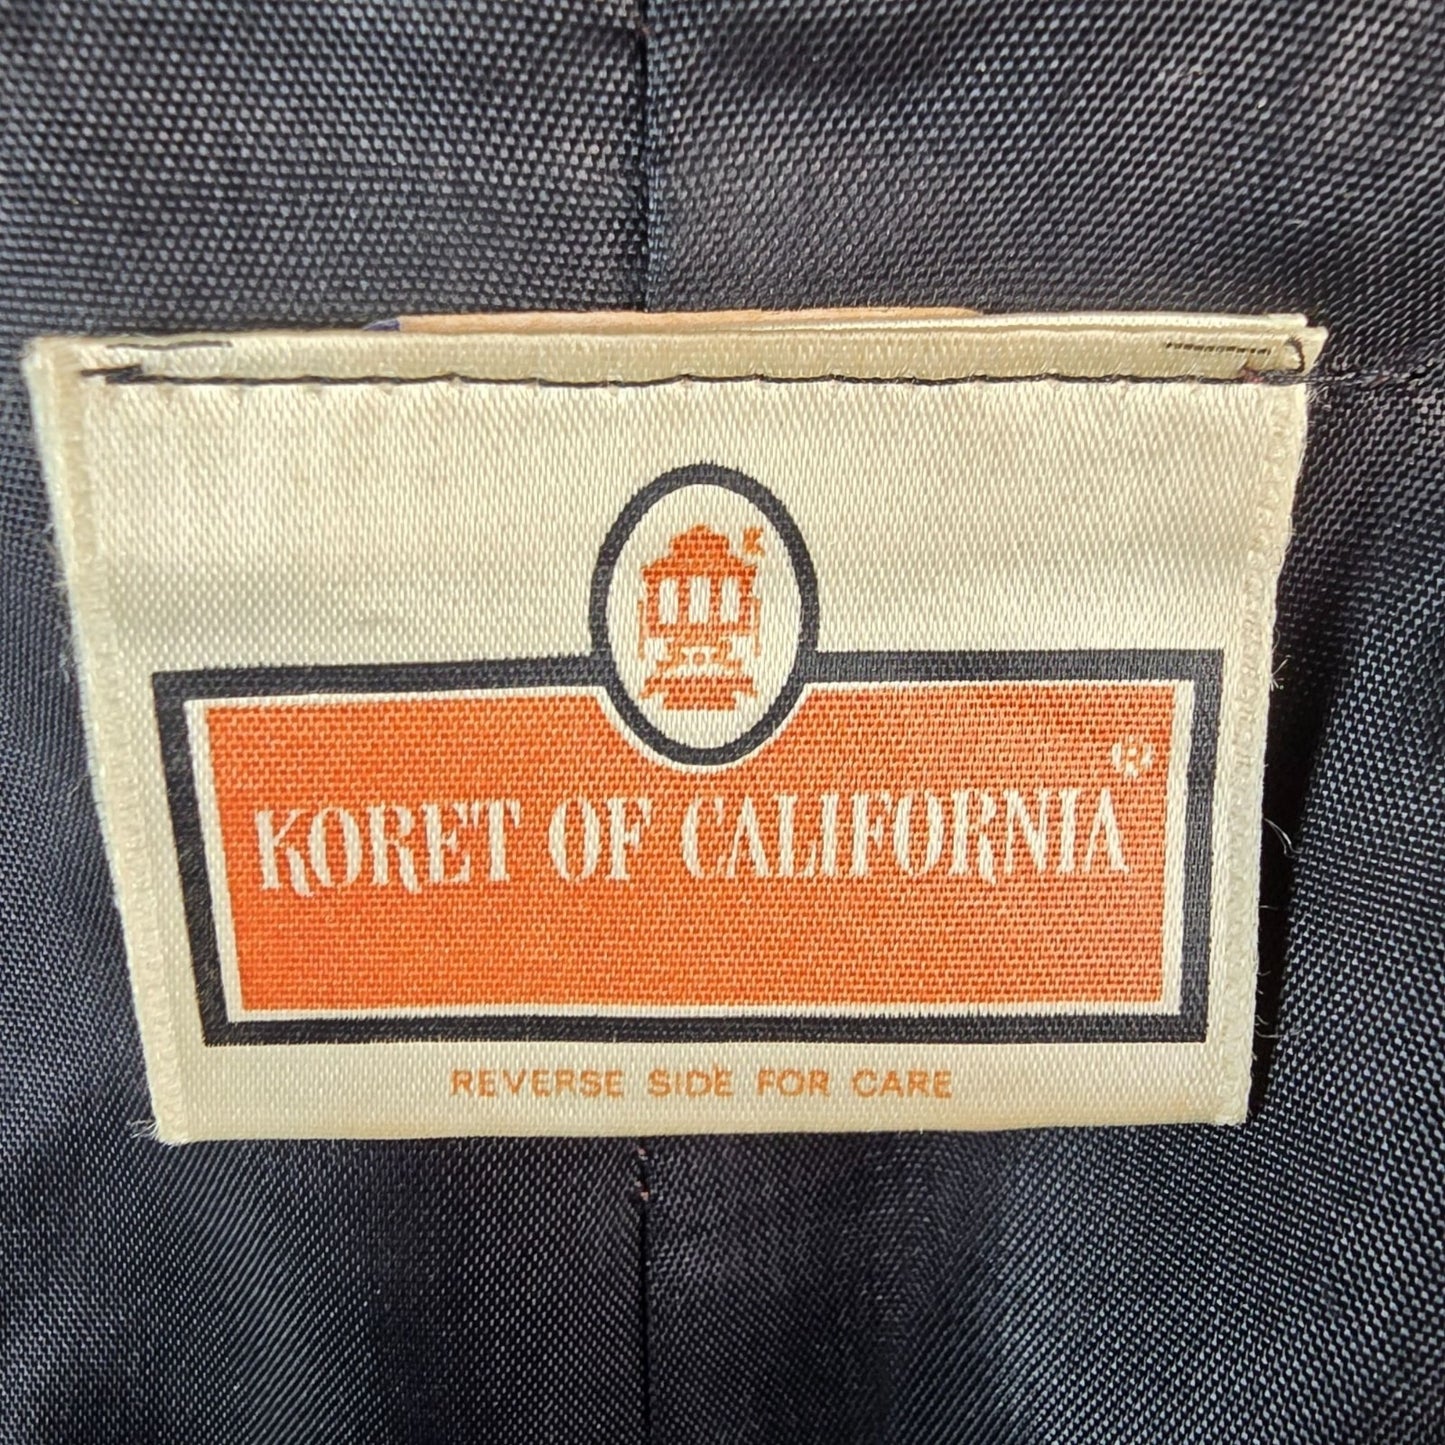 K
®
KORET OF CALIFORNIA
REVERSE SIDE FOR CARE